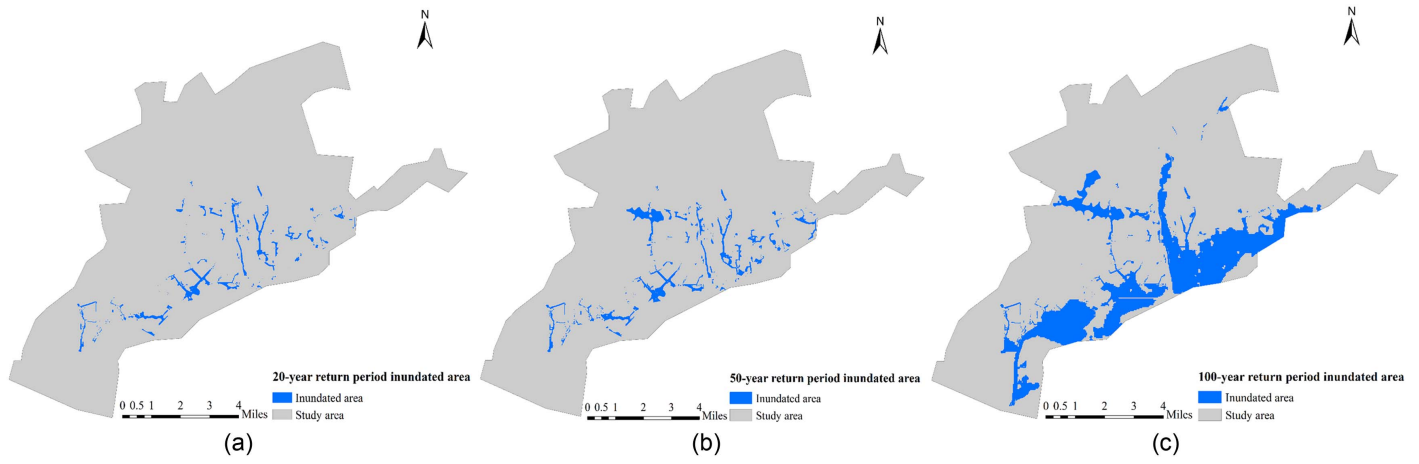 N
20-year return period inundated area
Inundated area
Study area
0 0.5 1 2 3 4
Miles
(a)
N
50-year return period inundated area
Inundated area
Study area
0 0.5 1 2 3 4
Miles
(b)
N
100-year return period inundated area
Inundated area
Study area
0 0.5 1 2 3 4
Miles
(c)